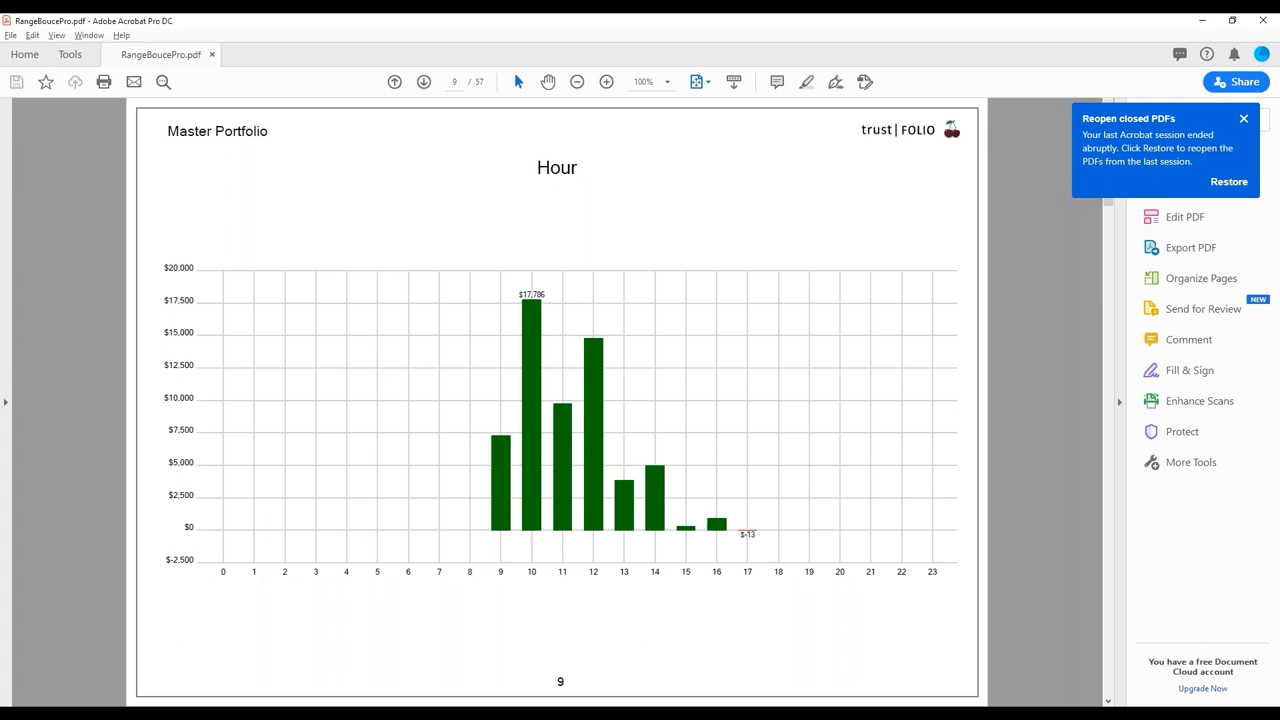 RangeBoucePro.pdf - Adobe Acrobat Pro DC
File Edit View Window Help
Home Tools RangeBoucePro.pdf ×
9 / 57 100%
Share
Reopen closed PDFs
Your last Acrobat session ended
abruptly. Click Restore to reopen the
PDFs from the last session.
Restore
Master Portfolio
trust|FOLIO
Hour
$20,000
$17,500
$15,000
$12,500
$10,000
$7,500
$5,000
$2,500
$0
$-2,500
$17,786
$-13
0 1 2 3 4 5 6 7 8 9 10 11 12 13 14 15 16 17 18 19 20 21 22 23
9
Edit PDF
Export PDF
Organize Pages
Send for Review NEW
Comment
Fill & Sign
Enhance Scans
Protect
More Tools
You have a free Document
Cloud account
Upgrade Now